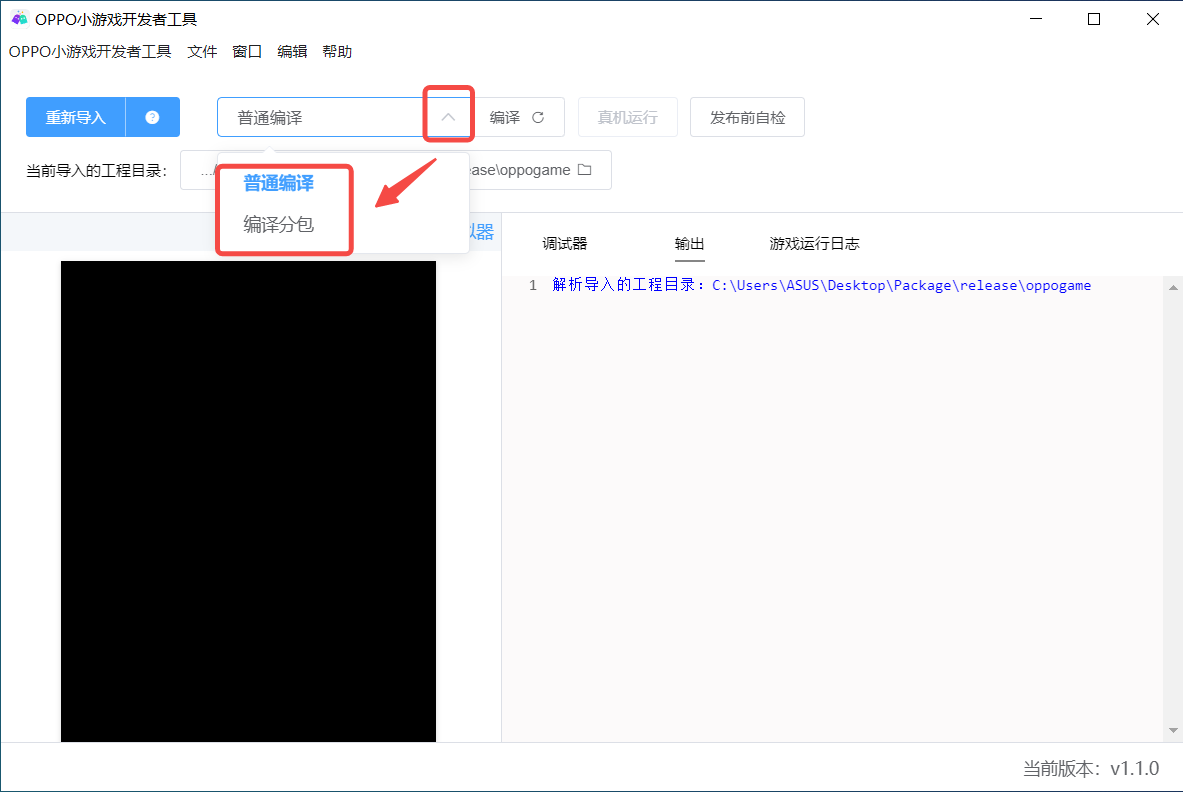 OPPO小游戏开发者工具
OPPO小游戏开发者工具 文件 窗口 编辑 帮助
重新导入 普通编译 编译 真机运行 发布前自检
当前导入的工程目录: .../ ease\oppogame
普通编译
编译分包
拟器
调试器 输出 游戏运行日志
1 解析导入的工程目录: C:\Users\ASUS\Desktop\Package\release\oppogame
当前版本: v1.1.0